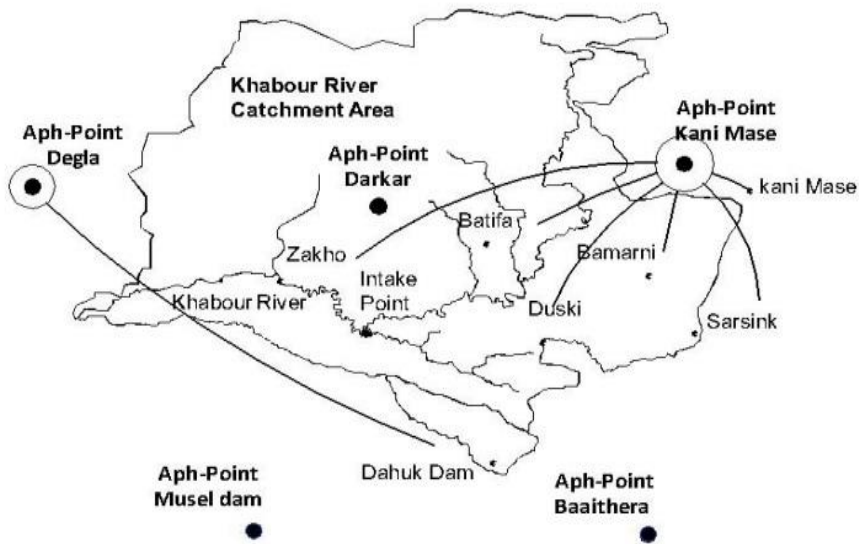 Khabour River
Catchment Area
Aph-Point
Degla
Aph-Point
Darkar
Aph-Point
Kani Mase
kani Mase
Batifa
Zakho
Bamarni
Intake
Point
Khabour River
Duski
Sarsink
Dahuk Dam
Aph-Point
Musel dam
Aph-Point
Baaithera